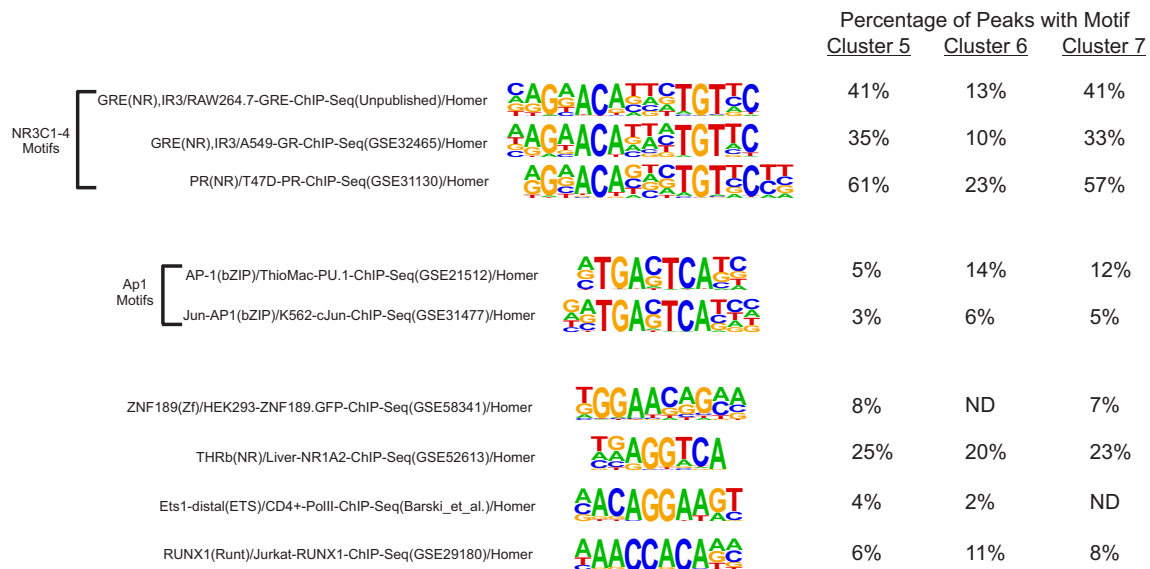 Percentage of Peaks with Motif
Cluster 5 Cluster 6 Cluster 7
NR3C1-4
Motifs
GRE(NR),IR3/RAW264.7-GRE-ChIP-Seq(Unpublished)/Homer 41% 13% 41%
GRE(NR),IR3/A549-GR-ChIP-Seq(GSE32465)/Homer 35% 10% 33%
PR(NR)/T47D-PR-ChIP-Seq(GSE31130)/Homer 61% 23% 57%
Ap1
Motifs
AP-1(bZIP)/ThioMac-PU.1-ChIP-Seq(GSE21512)/Homer 5% 14% 12%
Jun-AP1(bZIP)/K562-cJun-ChIP-Seq(GSE31477)/Homer 3% 6% 5%
ZNF189(Zf)/HEK293-ZNF189.GFP-ChIP-Seq(GSE58341)/Homer 8% ND 7%
THRb(NR)/Liver-NR1A2-ChIP-Seq(GSE52613)/Homer 25% 20% 23%
Ets1-distal(ETS)/CD4+-PolII-ChIP-Seq(Barski_et_al.)/Homer 4% 2% ND
RUNX1(Runt)/Jurkat-RUNX1-ChIP-Seq(GSE29180)/Homer 6% 11% 8%